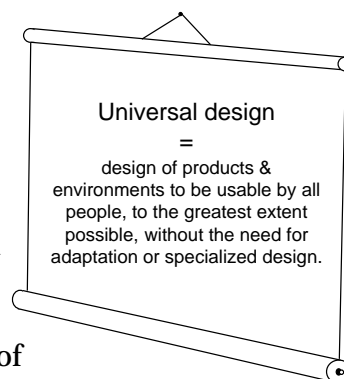 Universal design
=
design of products &
environments to be usable by all
people, to the greatest extent
possible, without the need for
adaptation or specialized design.
of